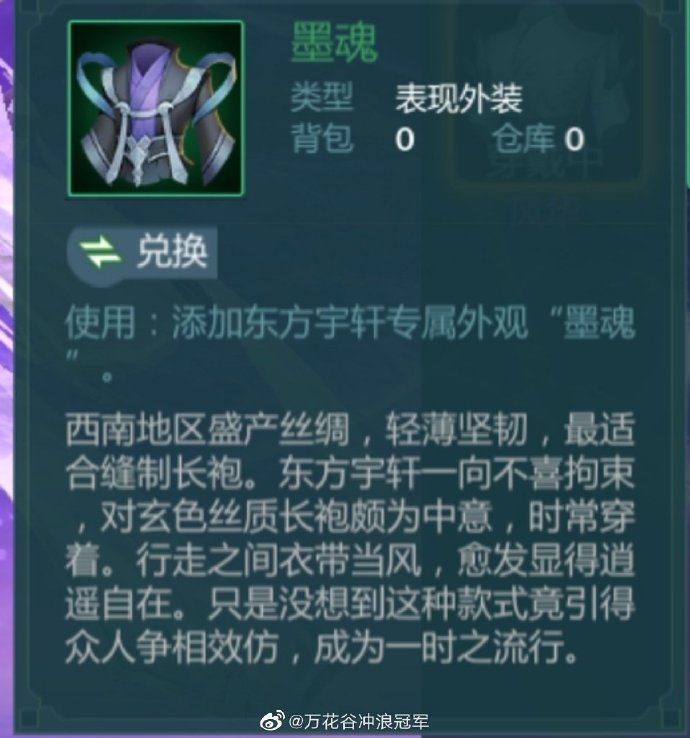 墨魂
类型 表现外装
背包 0 仓库 0
穿戴中
兑换
使用：添加东方宇轩专属外观“墨魂
”。
西南地区盛产丝绸，轻薄坚韧，最适
合缝制长袍。东方宇轩一向不喜拘束
，对玄色丝质长袍颇为中意，时常穿
着。行走之间衣带当风，愈发显得逍
遥自在。只是没想到这种款式竟引得
众人争相效仿，成为一时之流行。
@万花谷冲浪冠军